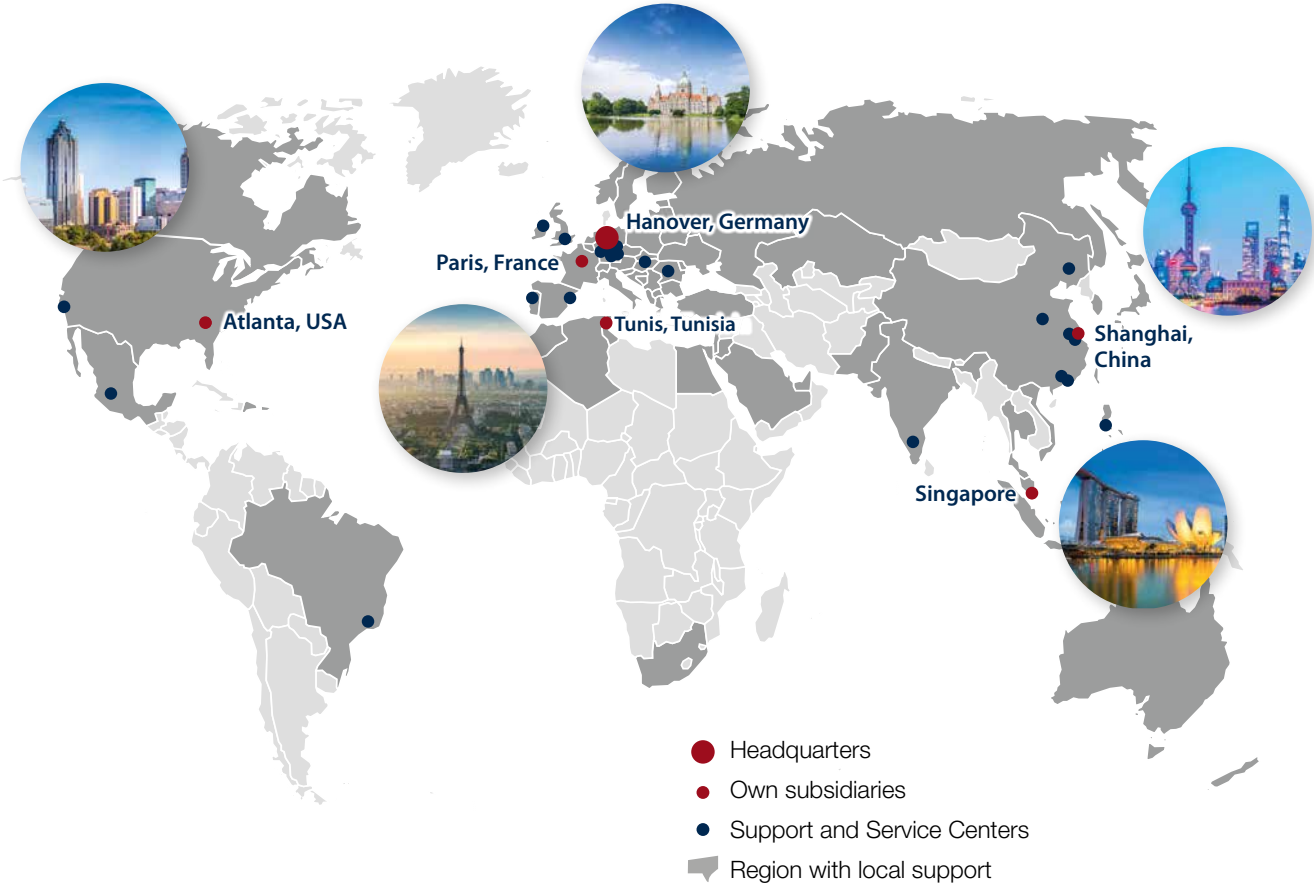 Hanover, Germany
Paris, France
Atlanta, USA
Tunis, Tunisia
Shanghai,
China
Singapore
Headquarters
Own subsidiaries
Support and Service Centers
Region with local support